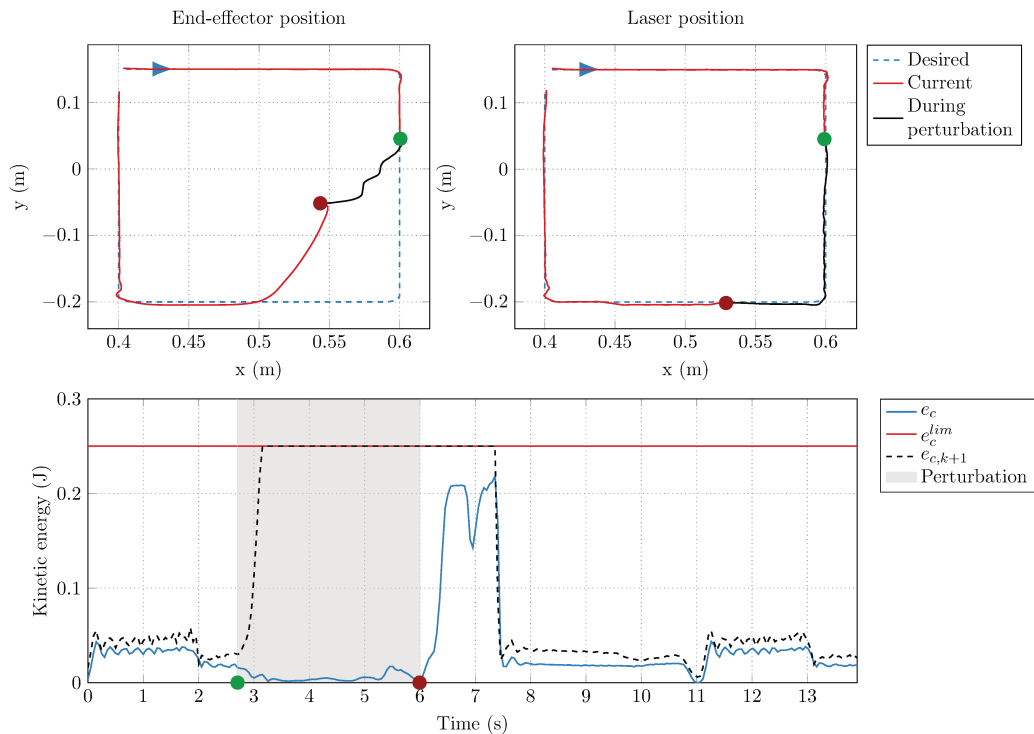 End-effector position
Laser position
0.1
0
−0.1
−0.2
y (m)
0.4 0.45 0.5 0.55 0.6
x (m)
0.1
0
−0.1
−0.2
y (m)
0.4 0.45 0.5 0.55 0.6
x (m)
Desired
Current
During
perturbation
0.3
0.2
0.1
0
Kinetic energy (J)
0 1 2 3 4 5 6 7 8 9 10 11 12 13
Time (s)
e_c
e_c^{lim}
e_{c,k+1}
Perturbation